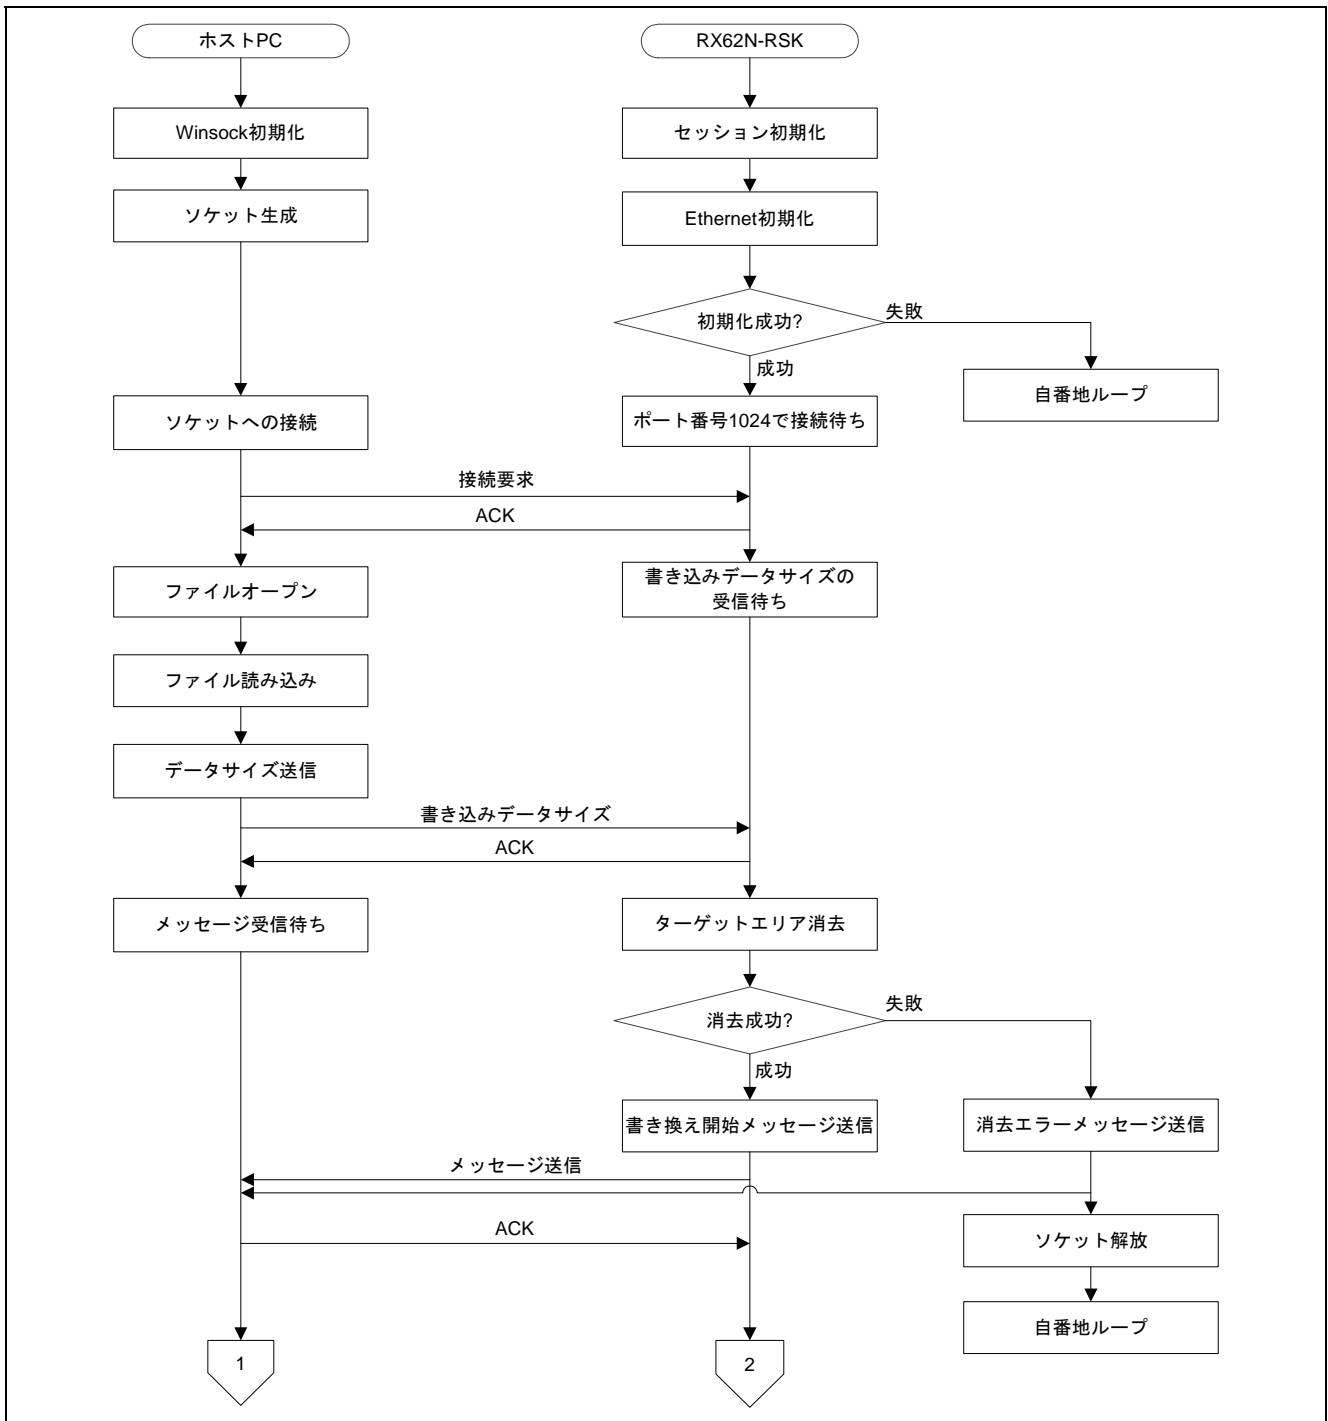 ホストPC
RX62N-RSK
Winsock初期化
セッション初期化
ソケット生成
Ethernet初期化
初期化成功?
失敗
成功
自番地ループ
ソケットへの接続
ポート番号1024で接続待ち
接続要求
ACK
ファイルオープン
書き込みデータサイズの
受信待ち
ファイル読み込み
データサイズ送信
書き込みデータサイズ
ACK
メッセージ受信待ち
ターゲットエリア消去
消去成功?
失敗
成功
書き換え開始メッセージ送信
消去エラーメッセージ送信
メッセージ送信
ACK
ソケット解放
自番地ループ
1
2